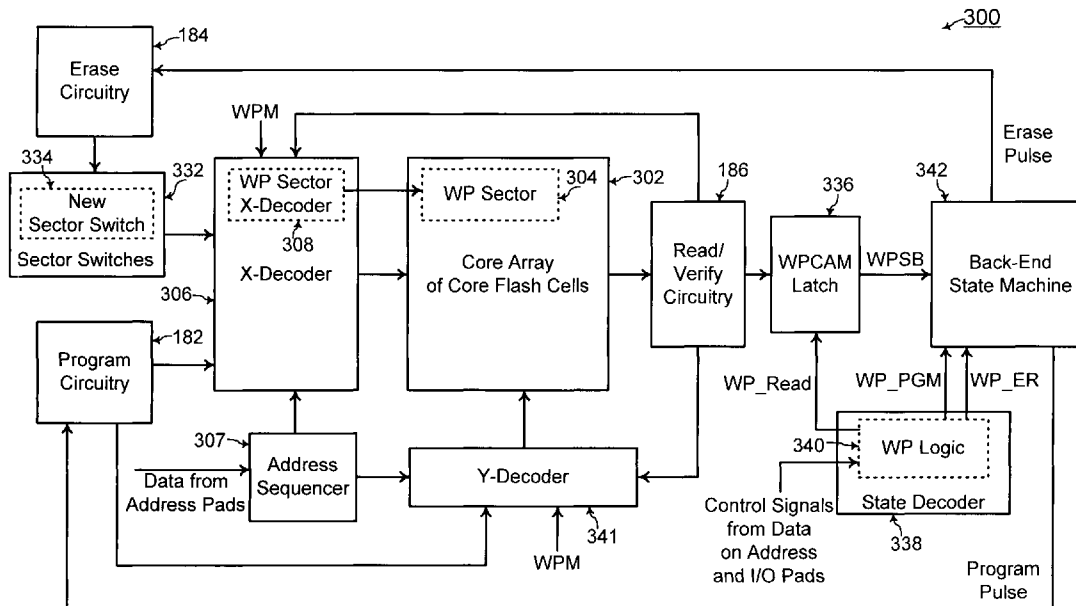 300
184
Erase
Circuitry
WPM
Erase
Pulse
334
332
New
Sector Switch
Sector Switches
WP Sector
X-Decoder
308
X-Decoder
306
WP Sector
304
302
Core Array
of Core Flash Cells
186
Read/
Verify
Circuitry
336
WPCAM
Latch
WPSB
342
Back-End
State Machine
182
Program
Circuitry
WP_Read
WP_PGM
WP_ER
307
Address
Sequencer
Data from
Address Pads
Y-Decoder
341
WPM
340
WP Logic
State Decoder
338
Control Signals
from Data
on Address
and I/O Pads
Program
Pulse